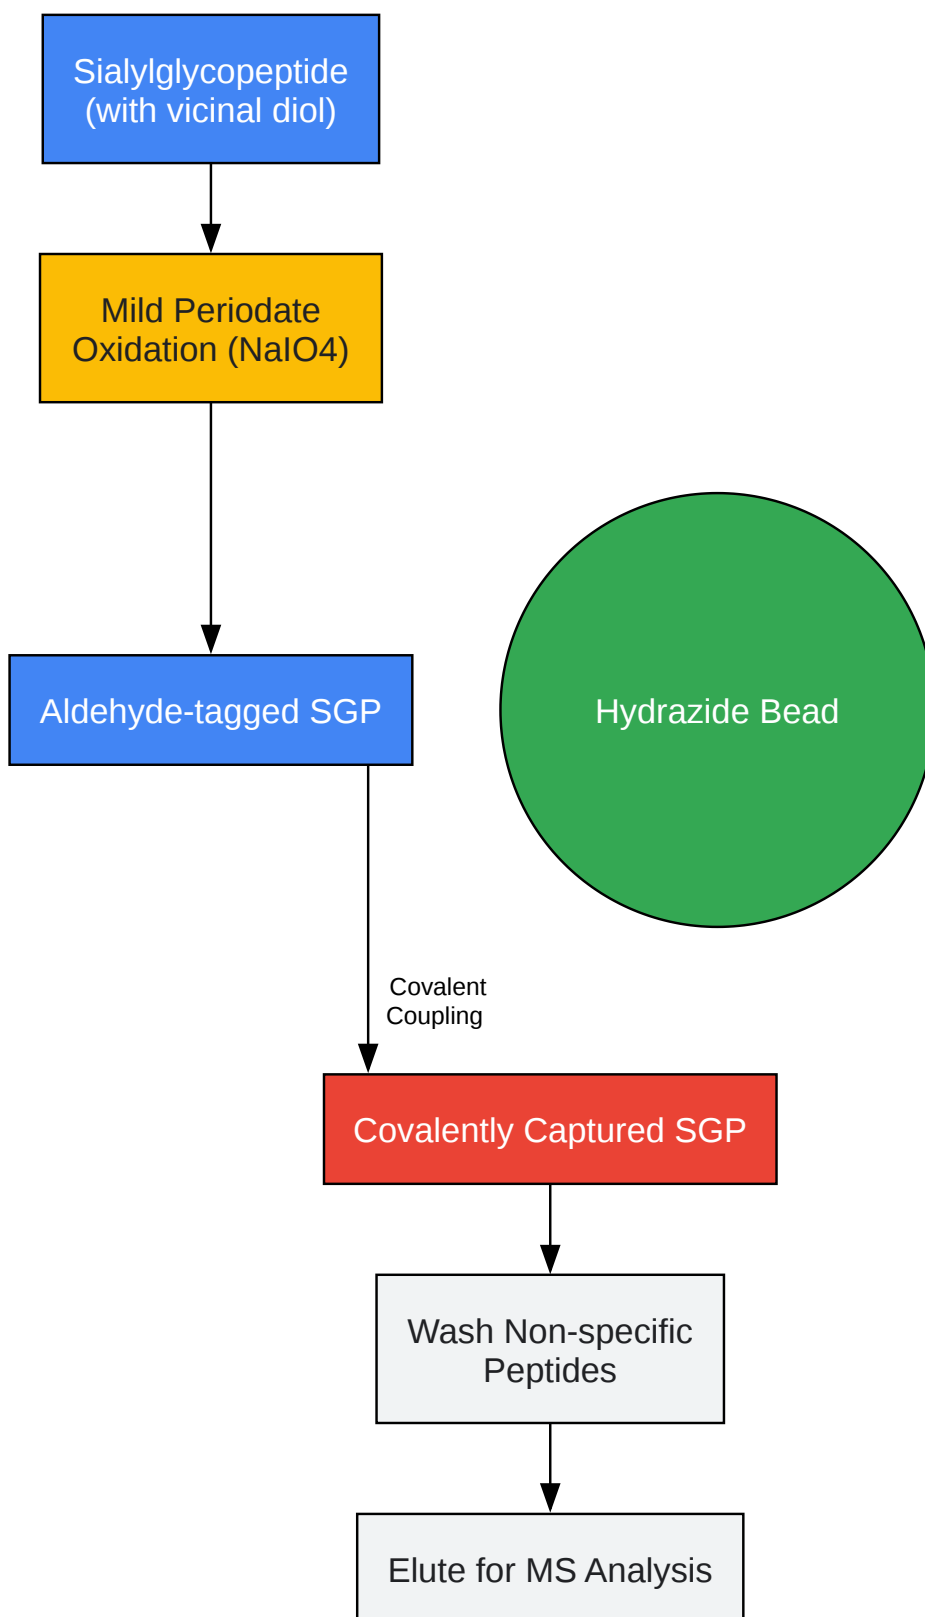 Sialylglycopeptide
(with vicinal diol)
Mild Periodate
Oxidation (NaIO4)
Aldehyde-tagged SGP
Hydrazide Bead
Covalent
Coupling
Covalently Captured SGP
Wash Non-specific
Peptides
Elute for MS Analysis